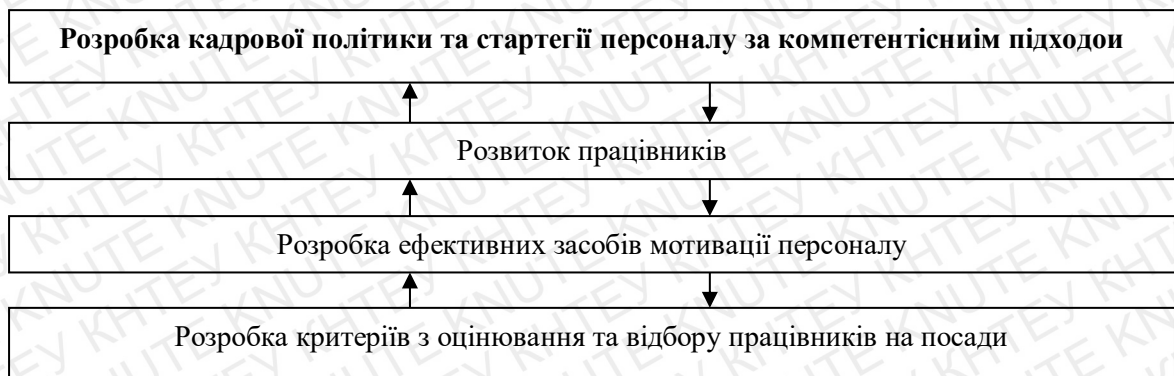 Розробка кадрової політики та стартегії персоналу за компетентісниім підходои
Розвиток працівників
Розробка ефективних засобів мотивації персоналу
Розробка критеріїв з оцінювання та відбору працівників на посади